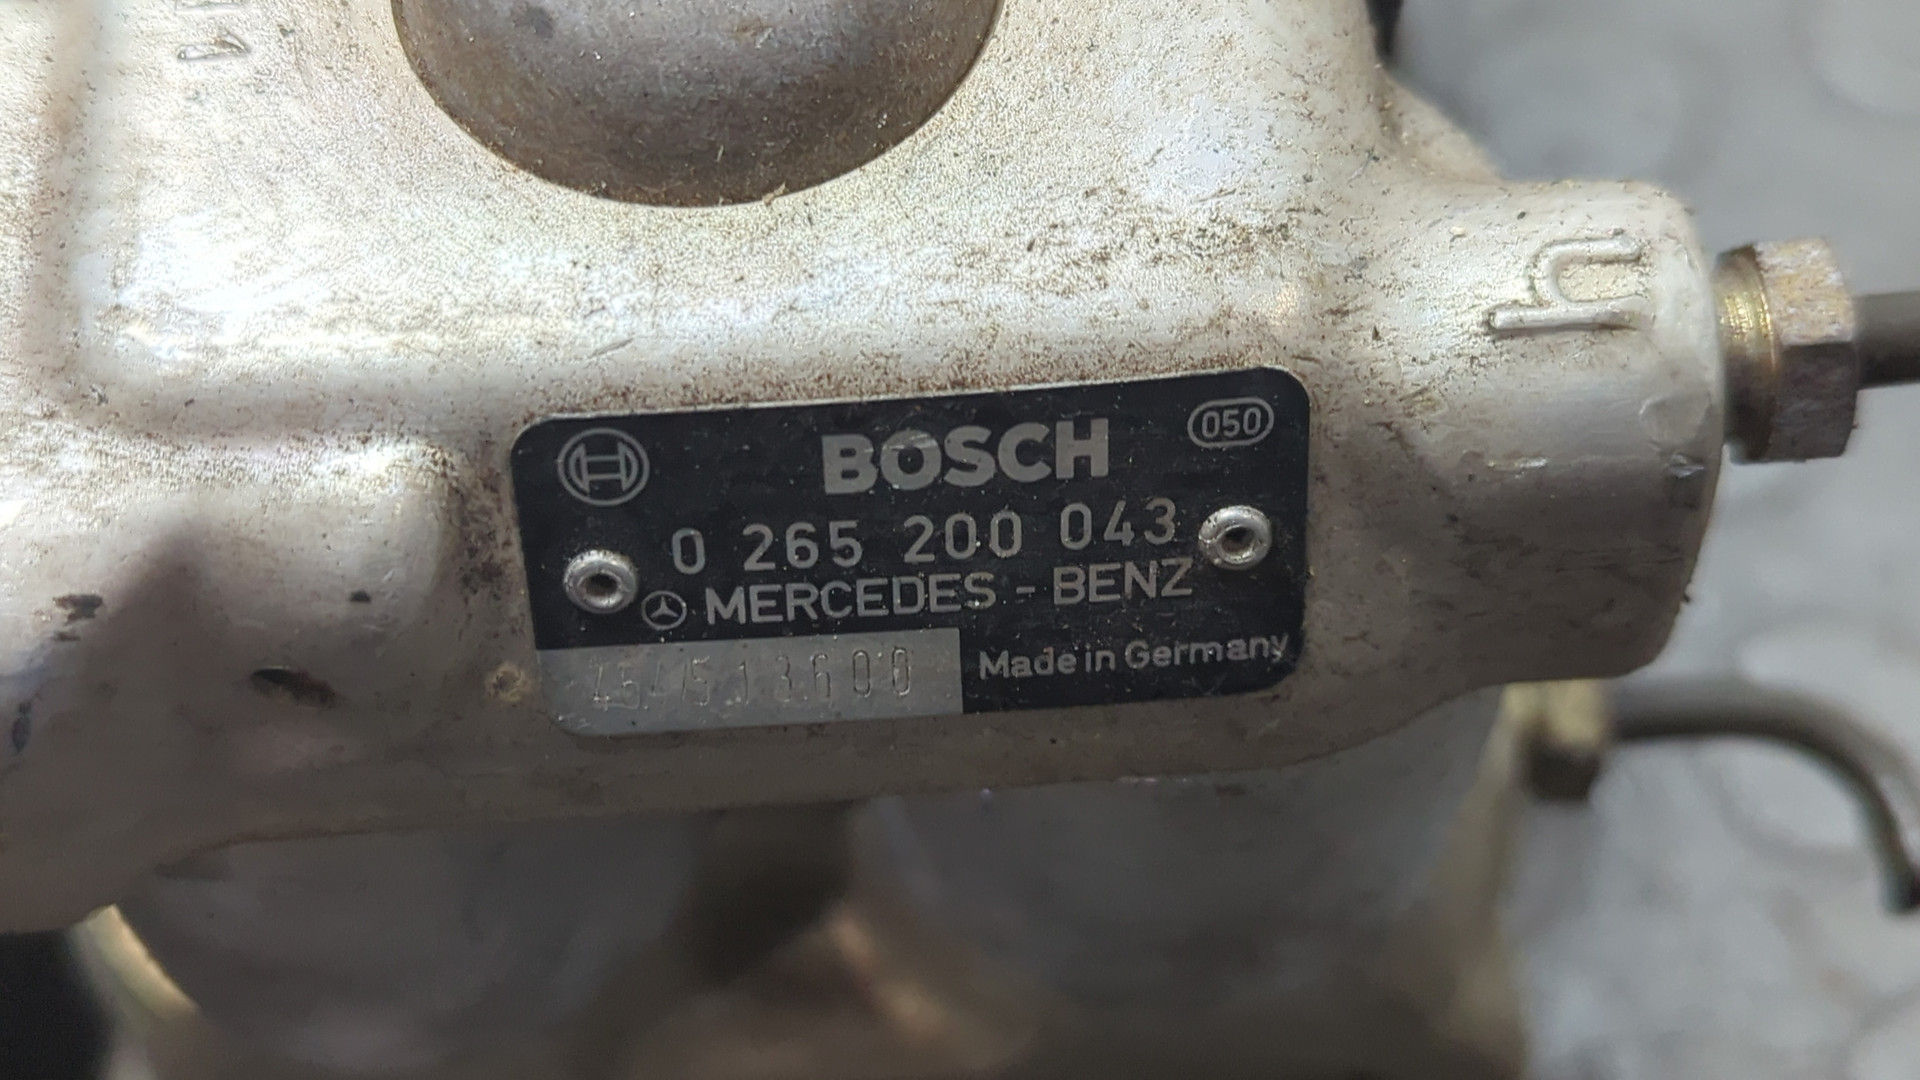 h
BOSCH 050
0 265 200 043
MERCEDES - BENZ
Made in Germany